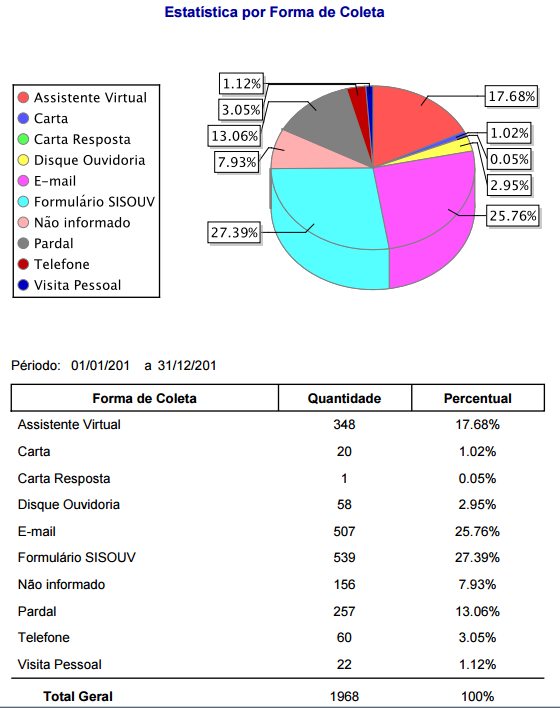 Estatística por Forma de Coleta
Assistente Virtual
Carta
Carta Resposta
Disque Ouvidoria
E-mail
Formulário SISOUV
Não informado
Pardal
Telefone
Visita Pessoal
1.12%
3.05%
13.06%
7.93%
27.39%
17.68%
1.02%
0.05%
2.95%
25.76%
Périodo: 01/01/201 a 31/12/201
Forma de Coleta Quantidade Percentual
Assistente Virtual 348 17.68%
Carta 20 1.02%
Carta Resposta 1 0.05%
Disque Ouvidoria 58 2.95%
E-mail 507 25.76%
Formulário SISOUV 539 27.39%
Não informado 156 7.93%
Pardal 257 13.06%
Telefone 60 3.05%
Visita Pessoal 22 1.12%
Total Geral 1968 100%